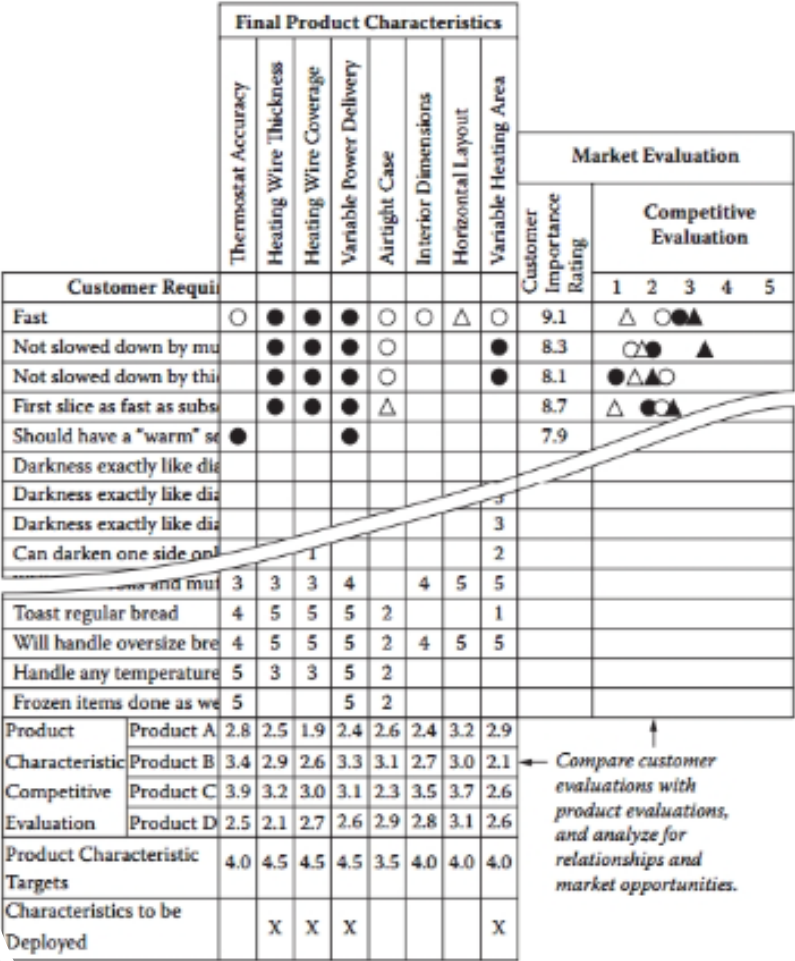 Final Product Characteristics
Thermostat Accuracy
Heating Wire Thickness
Heating Wire Coverage
Variable Power Delivery
Airtight Case
Interior Dimensions
Horizontal Layout
Variable Heating Area
Market Evaluation
Customer
Importance
Rating
Competitive
Evaluation
Customer Requi 1 2 3 4 5
Fast 9.1
Not slowed down by mu 8.3
Not slowed down by thi 8.1
First slice as fast as subs 8.7
Should have a "warm" se 7.9
Darkness exactly like dia
Darkness exactly like dia
Darkness exactly like dia 3
Can darken one side onl 1 2
and muf 3 3 3 4 4 5 5
Toast regular bread 4 5 5 5 2 1
Will handle oversize bre 4 5 5 5 2 4 5 5
Handle any temperature 5 3 3 5 2
Frozen items done as we 5 5 2
Product Product A 2.8 2.5 1.9 2.4 2.6 2.4 3.2 2.9
Characteristic Product B 3.4 2.9 2.6 3.3 3.1 2.7 3.0 2.1
Competitive Product C 3.9 3.2 3.0 3.1 2.3 3.5 3.7 2.6
Evaluation Product D 2.5 2.1 2.7 2.6 2.9 2.8 3.1 2.6
Product Characteristic
Targets 4.0 4.5 4.5 4.5 3.5 4.0 4.0 4.0
Characteristics to be
Deployed X X X X
Compare customer
evaluations with
product evaluations,
and analyze for
relationships and
market opportunities.